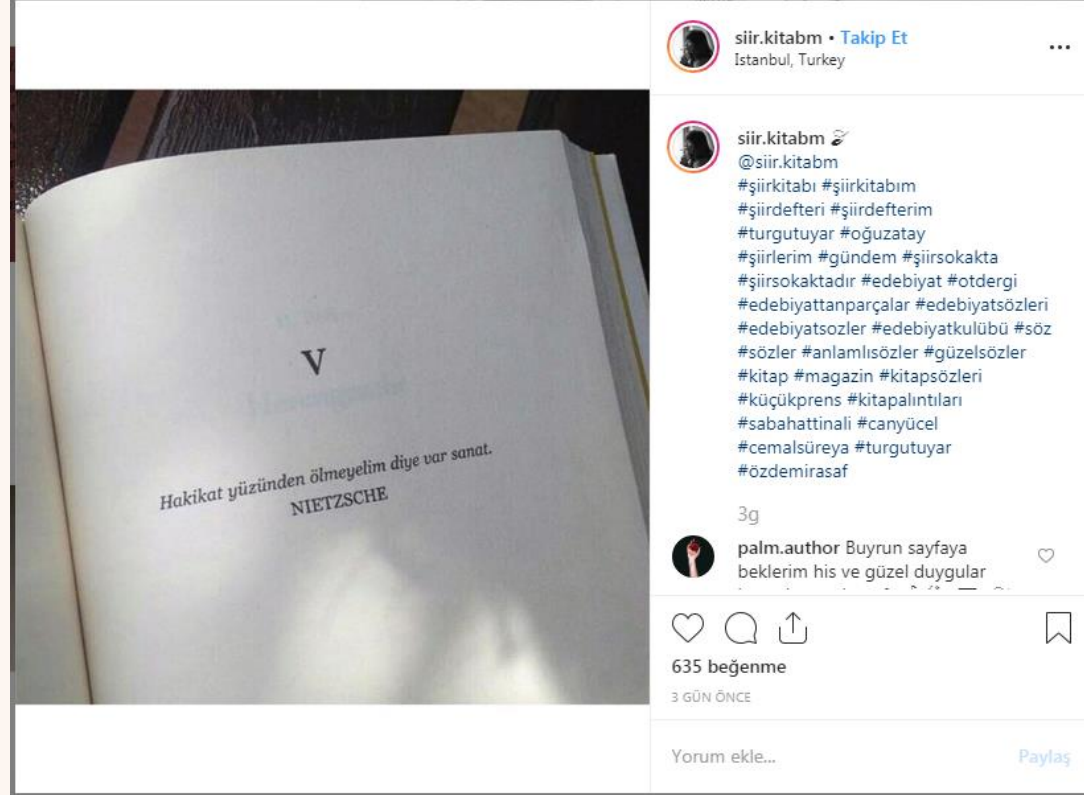 V
Hakikat yüzünden ölmeyelim diye var sanat.
NIETZSCHE
siir.kitabm • Takip Et
Istanbul, Turkey
siir.kitabm
@siir.kitabm
#şiirkitabı #şiirkitabım
#şiirdefteri #şiirdefterim
#turgutuyar #oğuzatay
#şiirlerim #gündem #şiirsokakta
#şiirsokaktadır #edebiyat #otdergi
#edebiyattanparçalar #edebiyatsözleri
#edebiyatsozler #edebiyatkulübü #söz
#sözler #anlamlısözler #güzelsözler
#kitap #magazin #kitapsözleri
#küçükprens #kitapalıntıları
#sabahattinali #canyücel
#cemalsüreya #turgutuyar
#özdemirasaf
3g
palm.author Buyrun sayfaya
beklerim his ve güzel duygular
635 beğenme
3 GÜN ÖNCE
Yorum ekle...
Paylaş